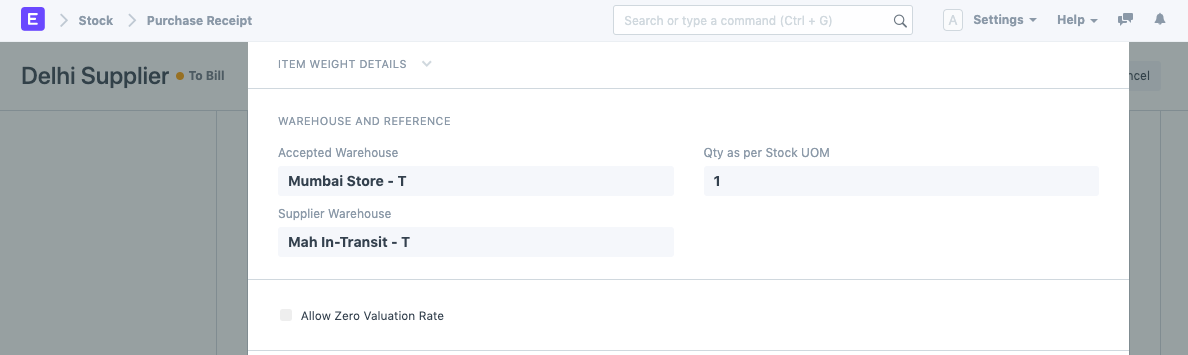 E Stock Purchase Receipt Search or type a command (Ctrl + G) A Settings Help
Delhi Supplier To Bill
ITEM WEIGHT DETAILS
WAREHOUSE AND REFERENCE
Accepted Warehouse Qty as per Stock UOM
Mumbai Store - T 1
Supplier Warehouse
Mah In-Transit - T
Allow Zero Valuation Rate